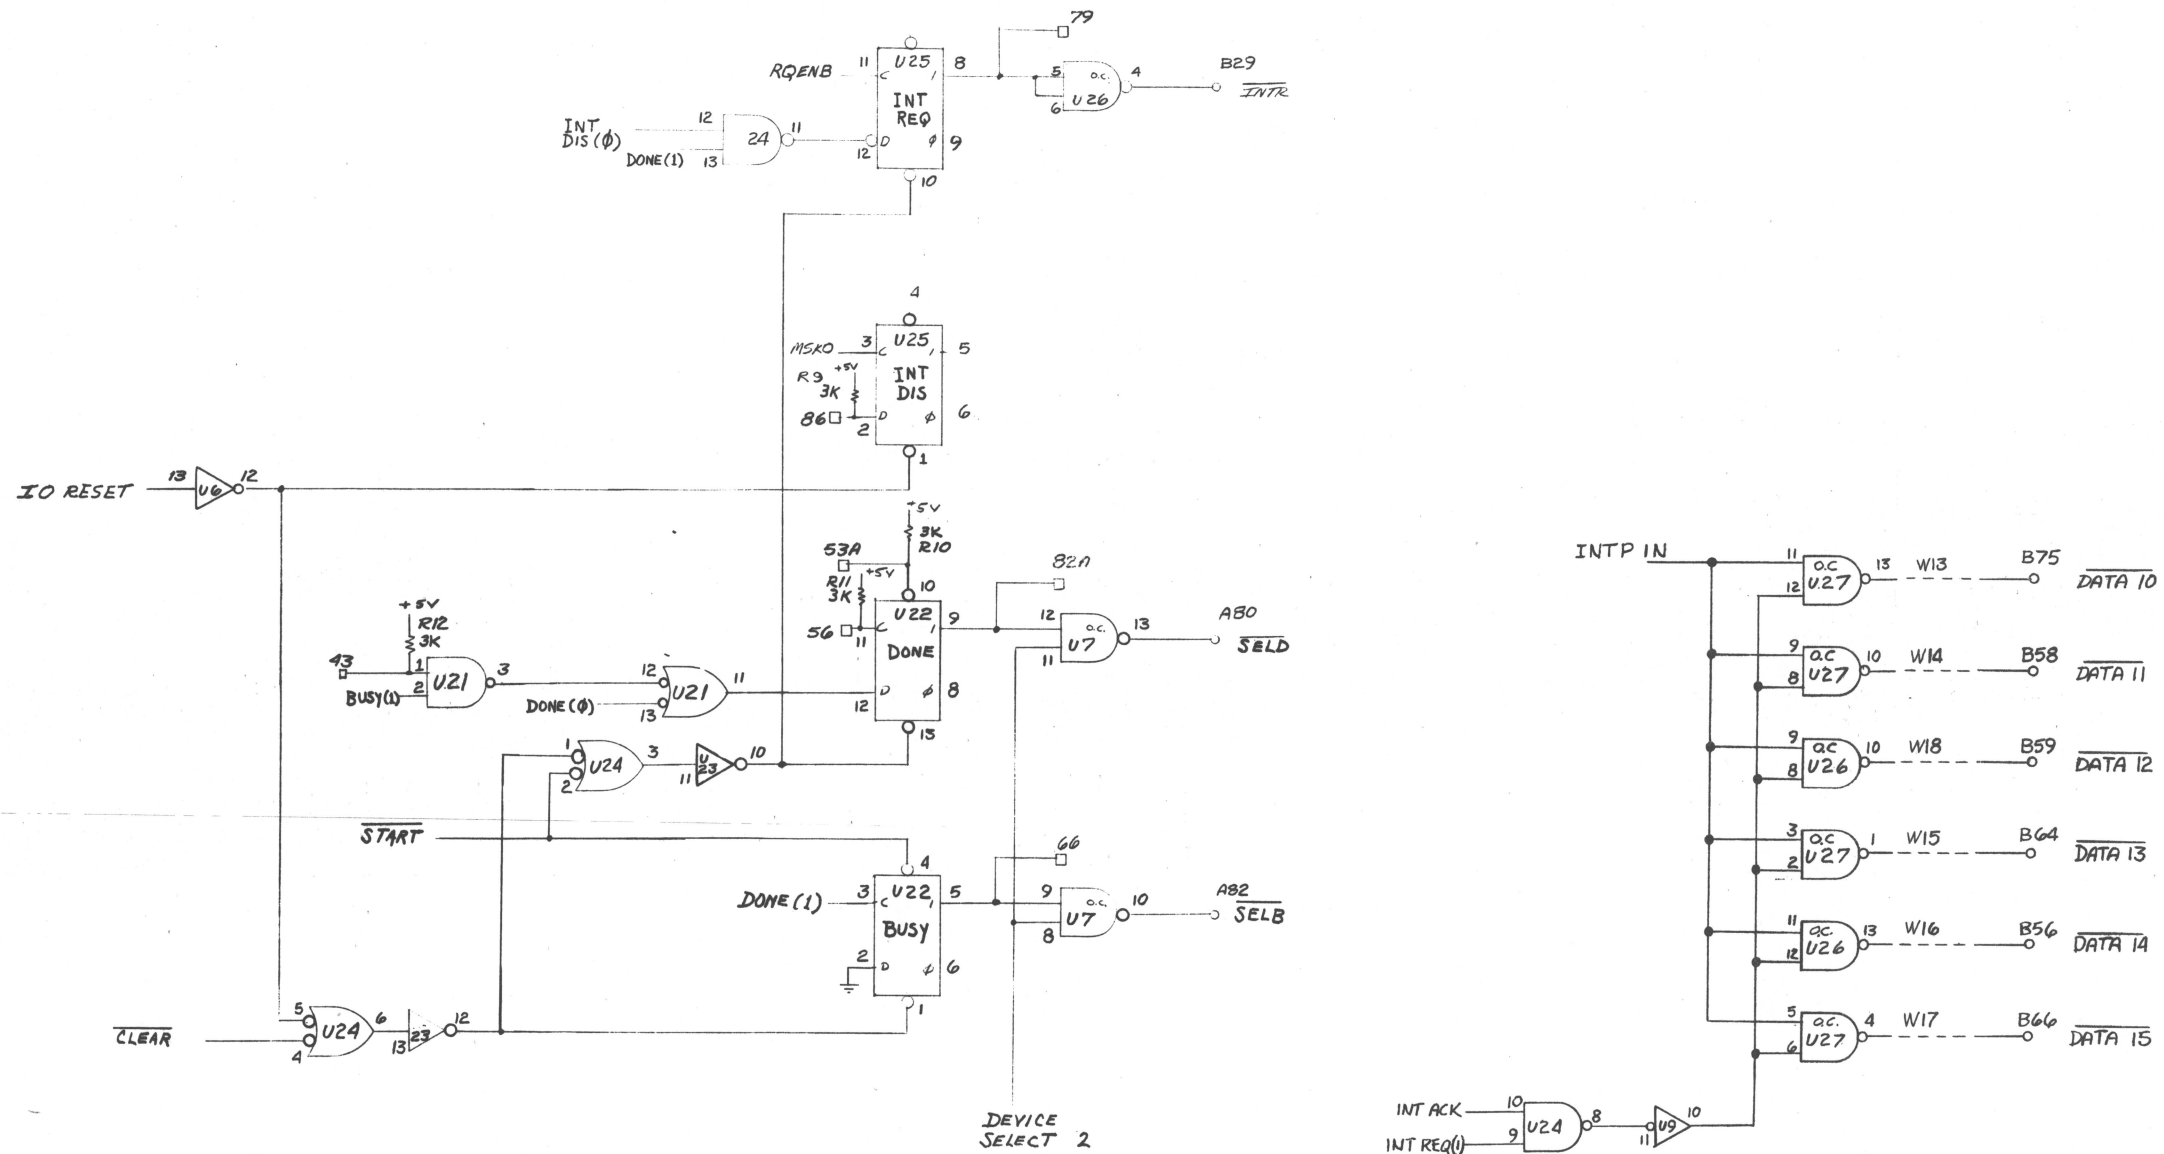 79
RQENB 11 C U25 1 8
INT REQ
5 6 O.C. U26 4
B29
INTR
INT DIS(φ) 12
DONE(1) 13
24 11
12 D φ 9
10
4
MSKO 3 C U25 1 5
INT DIS
R9 3K +5V
86 2 D φ 6
1
IO RESET 13 U6 12
+5V
3K
R10
53A
R11 3K +5V
10
56 11 C U22 1 9
DONE
82A
12 11 O.C. U7 13
A80
SELD
+5V
R12
3K
43 1
BUSY(1) 2
U21 3
DONE(φ)
12 13 U21 11
12 D φ 8
13
1 2 U24 3
11 U23 10
START
4
DONE(1) 3 C U22 1 5
BUSY
2 D φ 6
1
66
9 8 O.C. U7 10
A82
SELB
5 4 U24 6
13 23 12
CLEAR
DEVICE
SELECT 2
INTP IN
11 12 O.C U27 13 W13 B75 DATA 10
9 8 O.C U27 10 W14 B58 DATA 11
9 8 O.C U26 10 W18 B59 DATA 12
3 2 O.C U27 1 W15 B64 DATA 13
11 12 O.C. U26 13 W16 B56 DATA 14
5 6 O.C. U27 4 W17 B66 DATA 15
INT ACK 10
INT REQ(1) 9
U24 8
11 U9 10